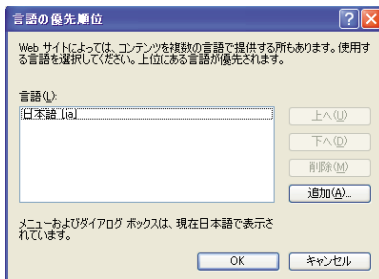 言語の優先順位
Web サイトによっては、コンテンツを複数の言語で提供する所もあります。使用す
る言語を選択してください。上位にある言語が優先されます。
言語(L):
日本語 [ja]
上へ(U)
下へ(D)
削除(M)
追加(A)...
メニューおよびダイアログ ボックスは、現在日本語で表示さ
れています。
OK
キャンセル